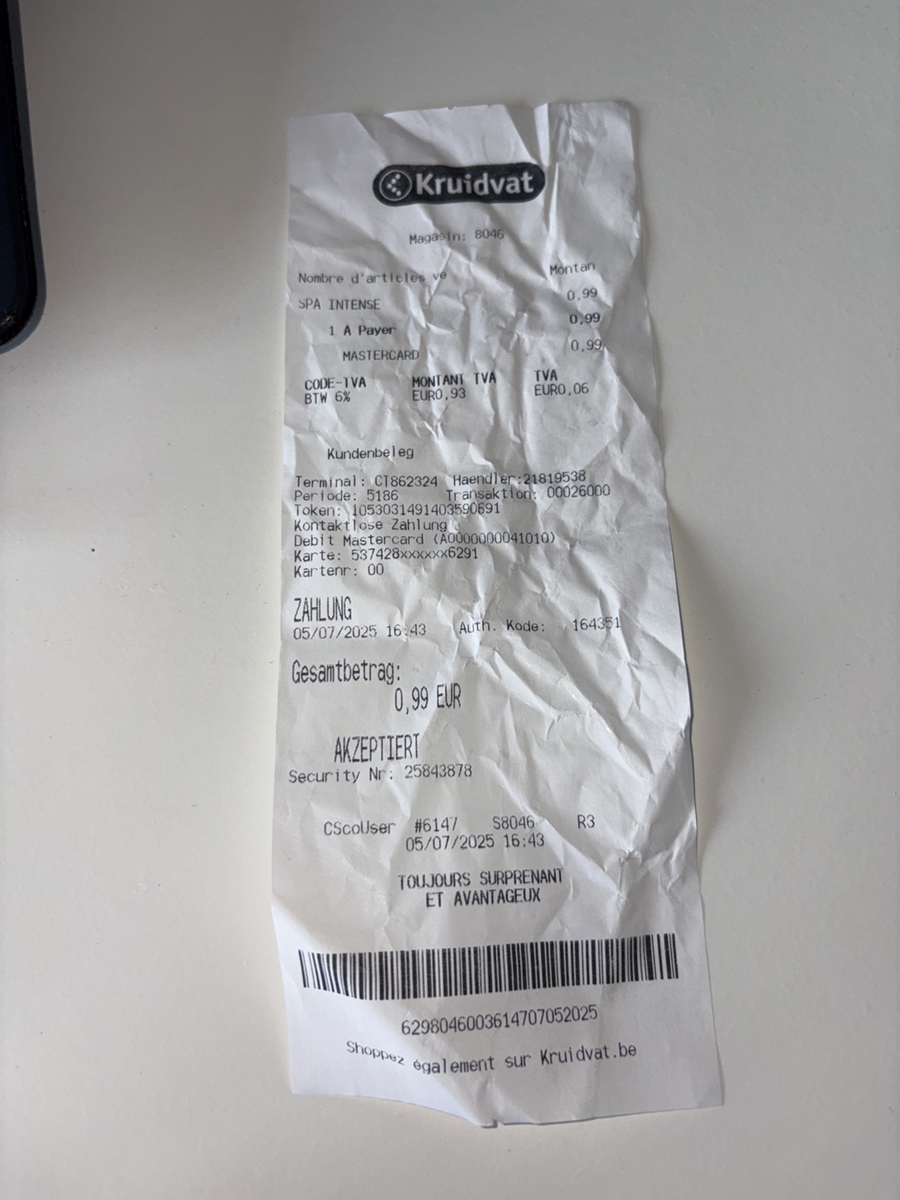 Kruidvat
Magasin: 8046
Nombre d'articles ve Montan
SPA INTENSE 0,99
1 A Payer 0,99
MASTERCARD 0,99
CODE-TVA MONTANT TVA TVA
BTW 6% EUR0,93 EUR0,06
Kundenbeleg
Terminal: CT862324 Haendler:21819538
Periode: 5186 Transaktion: 00026000
Token: 1053031491403590691
Kontaktlose Zahlung
Debit Mastercard (A0000000041010)
Karte: 537428xxxxxx6291
Kartenr: 00
ZAHLUNG
05/07/2025 16:43 Auth. Kode: 164351
Gesamtbetrag:
0,99 EUR
AKZEPTIERT
Security Nr: 25843878
CScoUser #6147 S8046 R3
05/07/2025 16:43
TOUJOURS SURPRENANT
ET AVANTAGEUX
6298046003614707052025
Shoppez également sur Kruidvat.be